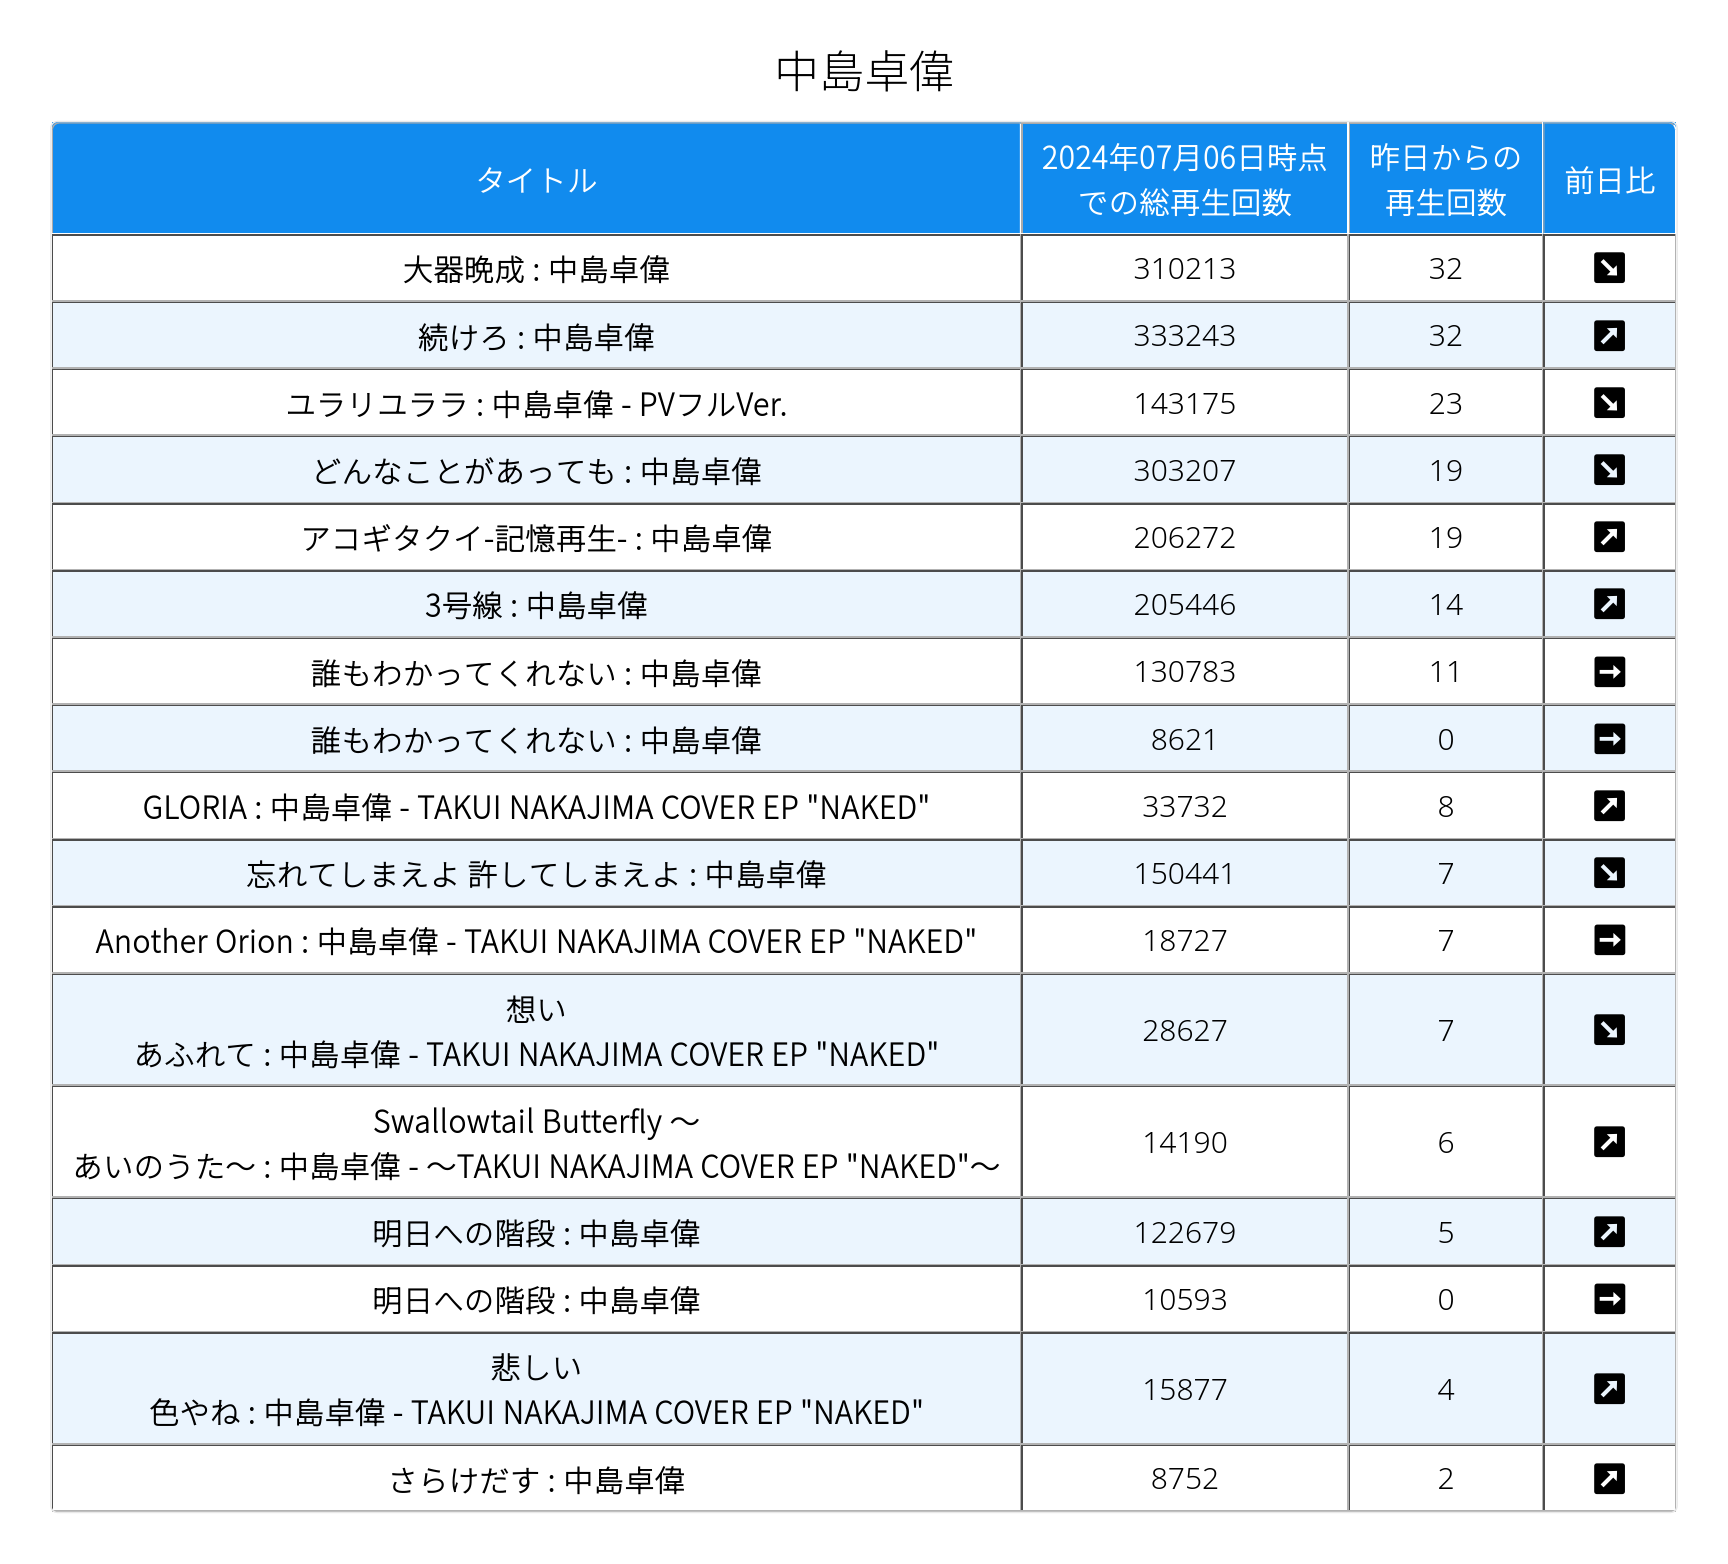 中島卓偉
タイトル
2024年07月06日時点
での総再生回数
昨日からの
再生回数
前日比
大器晩成 : 中島卓偉 310213 32
続けろ : 中島卓偉 333243 32
ユラリユララ : 中島卓偉 - PVフルVer. 143175 23
どんなことがあっても : 中島卓偉 303207 19
アコギタクイ-記憶再生- : 中島卓偉 206272 19
3号線 : 中島卓偉 205446 14
誰もわかってくれない : 中島卓偉 130783 11
誰もわかってくれない : 中島卓偉 8621 0
GLORIA : 中島卓偉 - TAKUI NAKAJIMA COVER EP "NAKED" 33732 8
忘れてしまえよ 許してしまえよ : 中島卓偉 150441 7
Another Orion : 中島卓偉 - TAKUI NAKAJIMA COVER EP "NAKED" 18727 7
想い
あふれて : 中島卓偉 - TAKUI NAKAJIMA COVER EP "NAKED" 28627 7
Swallowtail Butterfly 〜
あいのうた〜 : 中島卓偉 - 〜TAKUI NAKAJIMA COVER EP "NAKED"〜 14190 6
明日への階段 : 中島卓偉 122679 5
明日への階段 : 中島卓偉 10593 0
悲しい
色やね : 中島卓偉 - TAKUI NAKAJIMA COVER EP "NAKED" 15877 4
さらけだす : 中島卓偉 8752 2